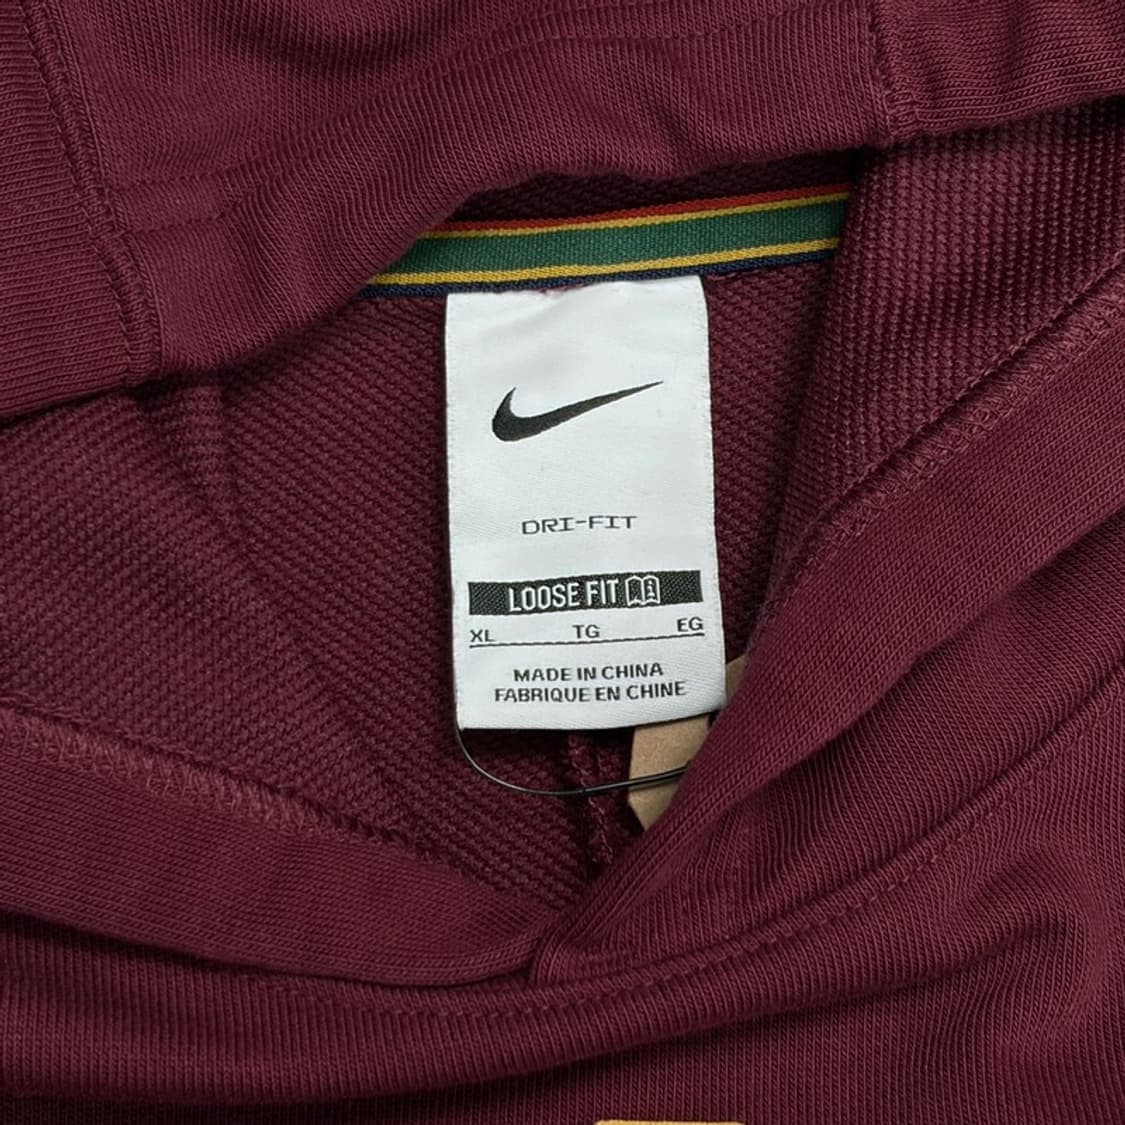 DRI-FIT
LOOSE FIT
XL TG EG
MADE IN CHINA
FABRIQUE EN CHINE